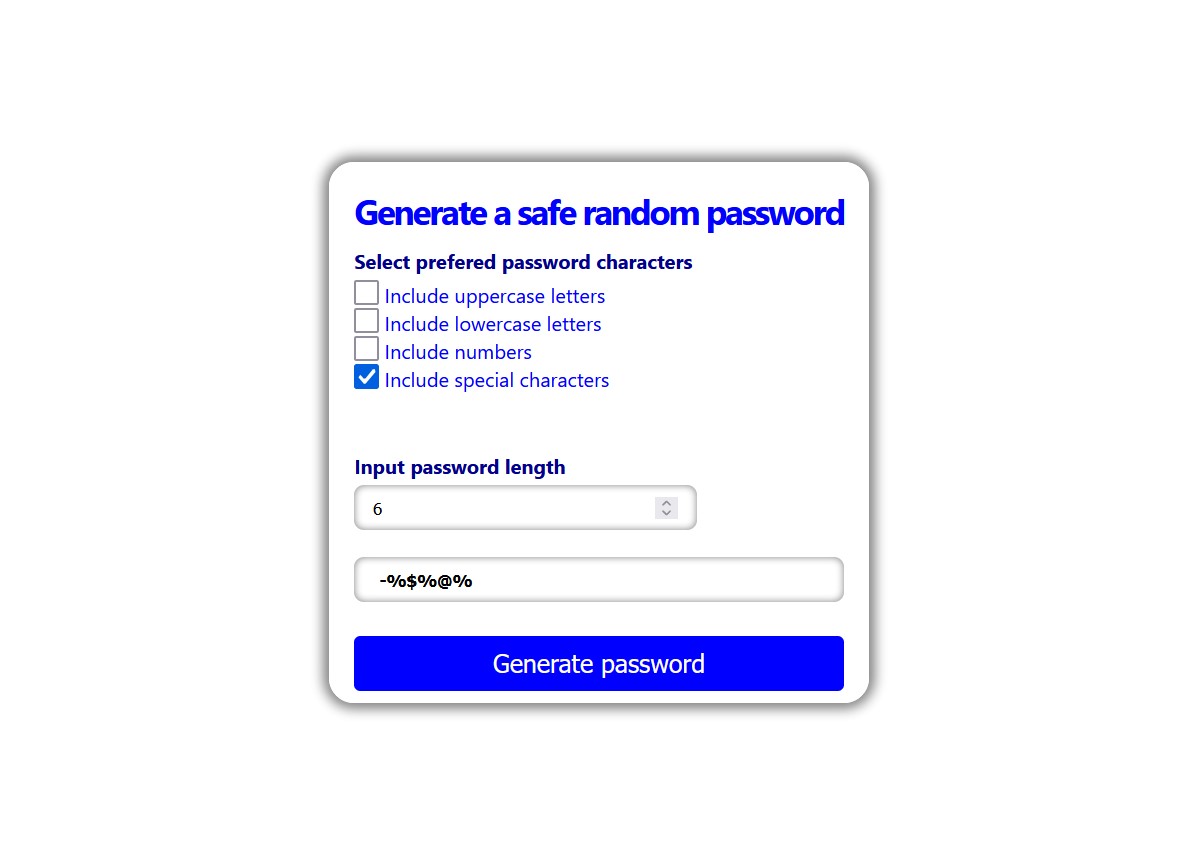 Generate a safe random password
Select prefered password characters
Include uppercase letters
Include lowercase letters
Include numbers
Include special characters
Input password length
6
-%$%@%
Generate password